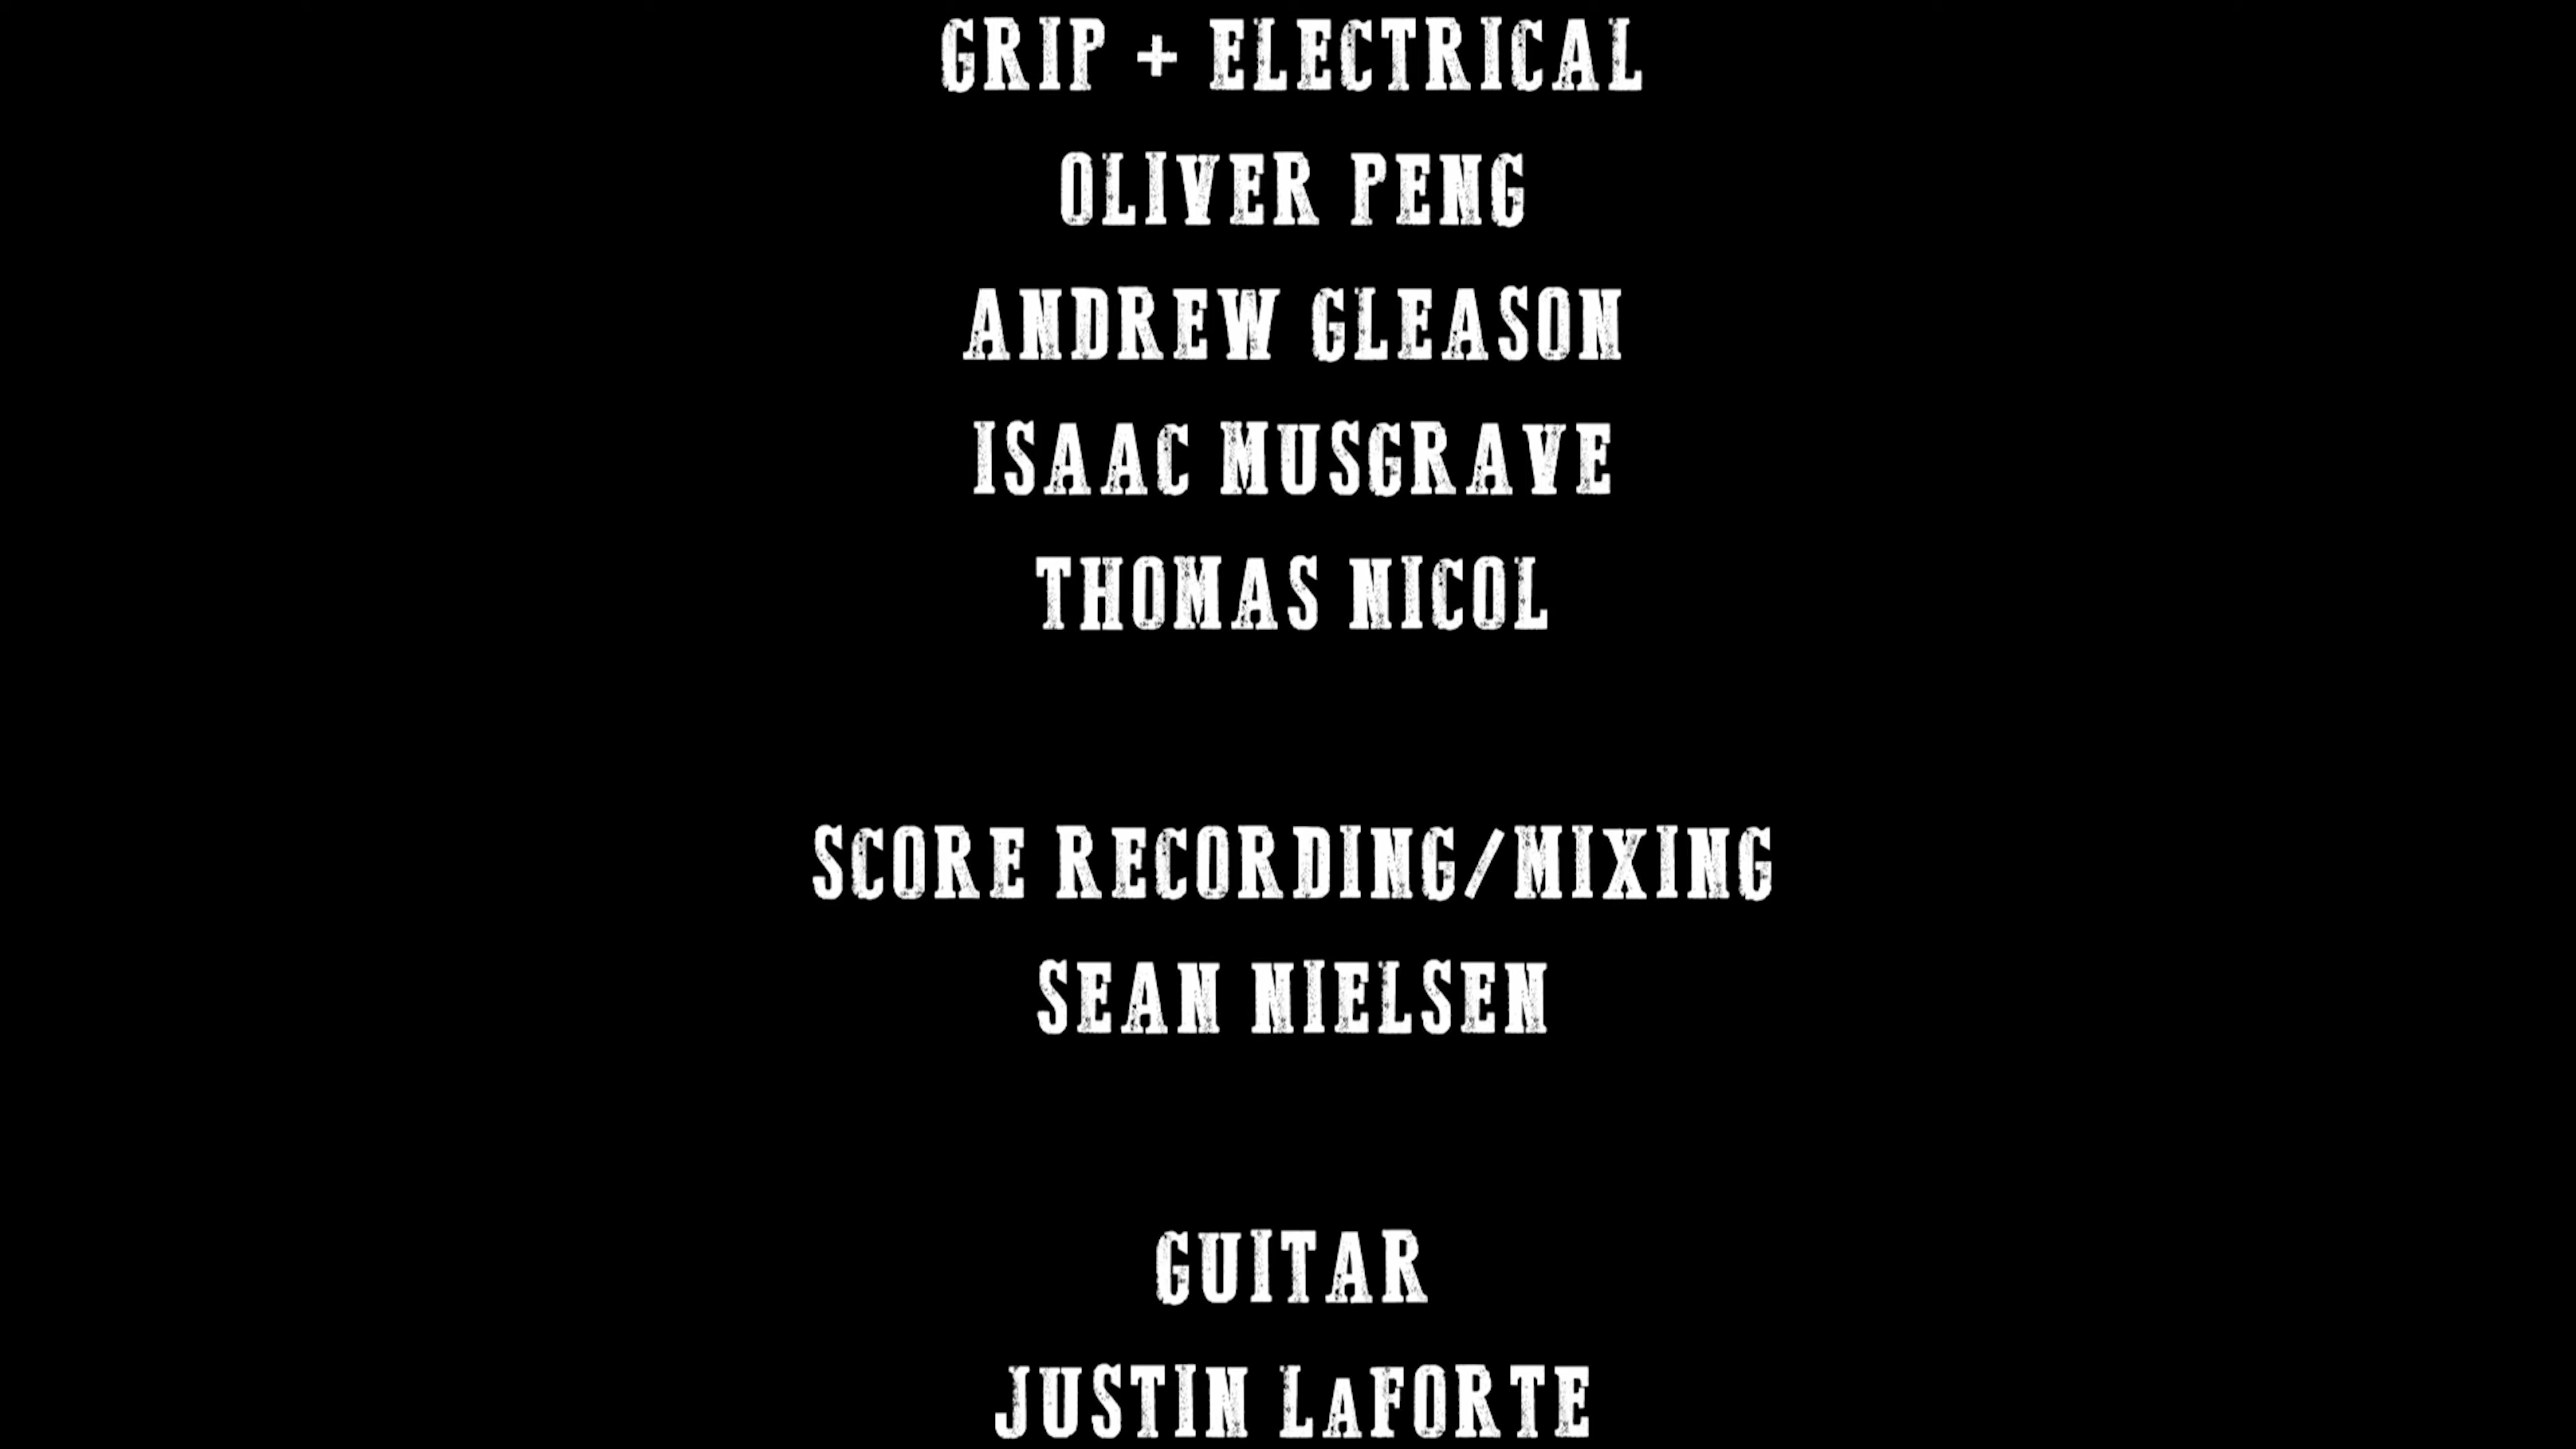 GRIP + ELECTRICAL
OLIVER PENG
ANDREW GLEASON
ISAAC MUSGRAVE
THOMAS NICOL
SCORE RECORDING/MIXING
SEAN NIELSEN
GUITAR
JUSTIN LaFORTE